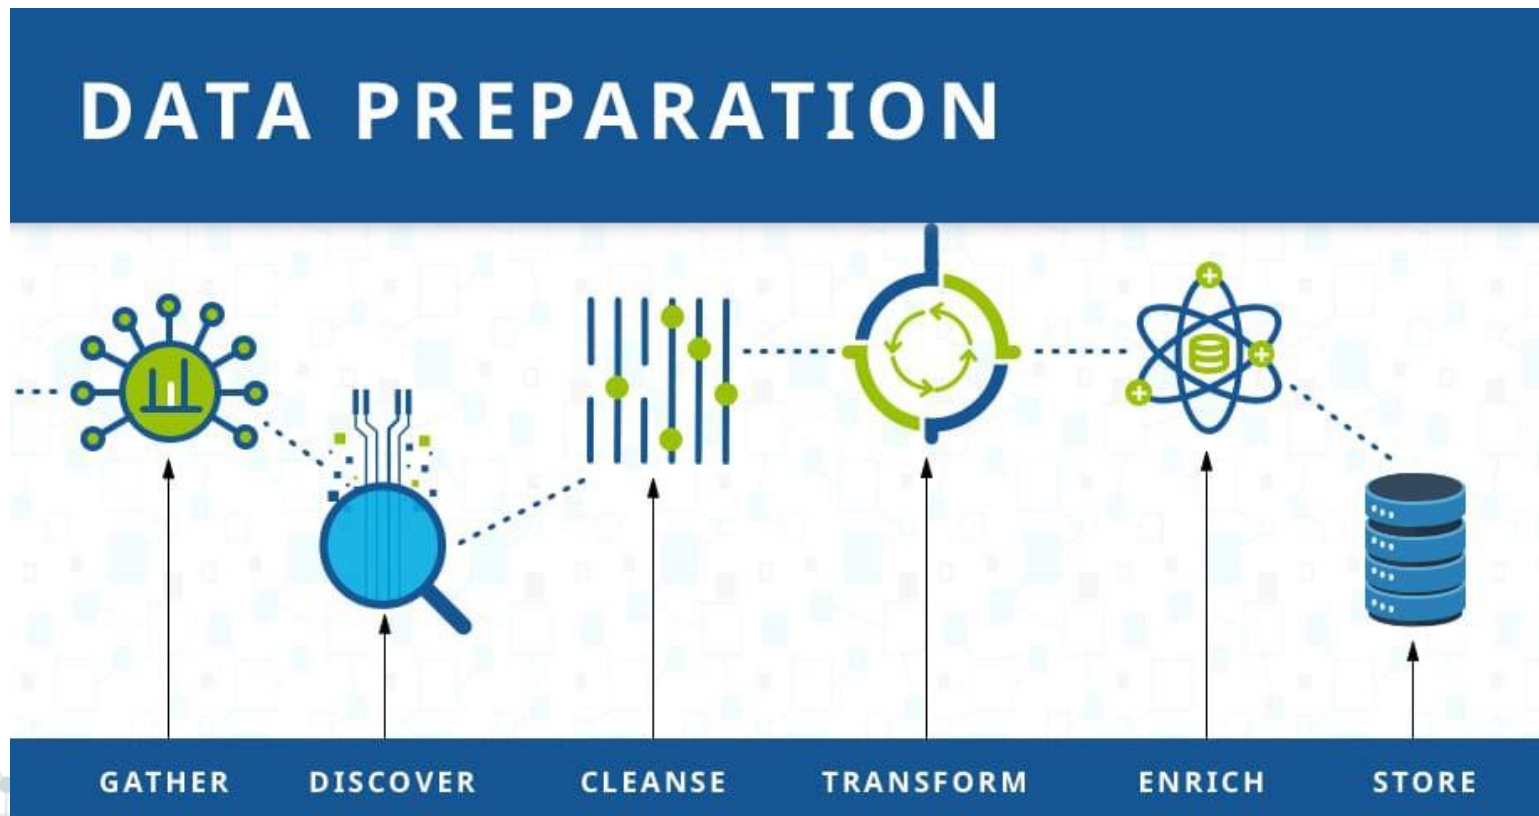 DATA PREPARATION
GATHER DISCOVER CLEANSE TRANSFORM ENRICH STORE